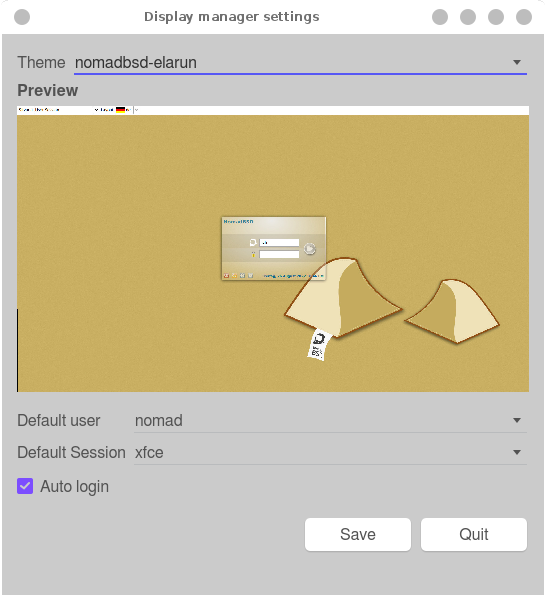 Display manager settings
Theme nomadbsd-elarun
Preview
NomadBSD
Default user nomad
Default Session xfce
Auto login
Save Quit